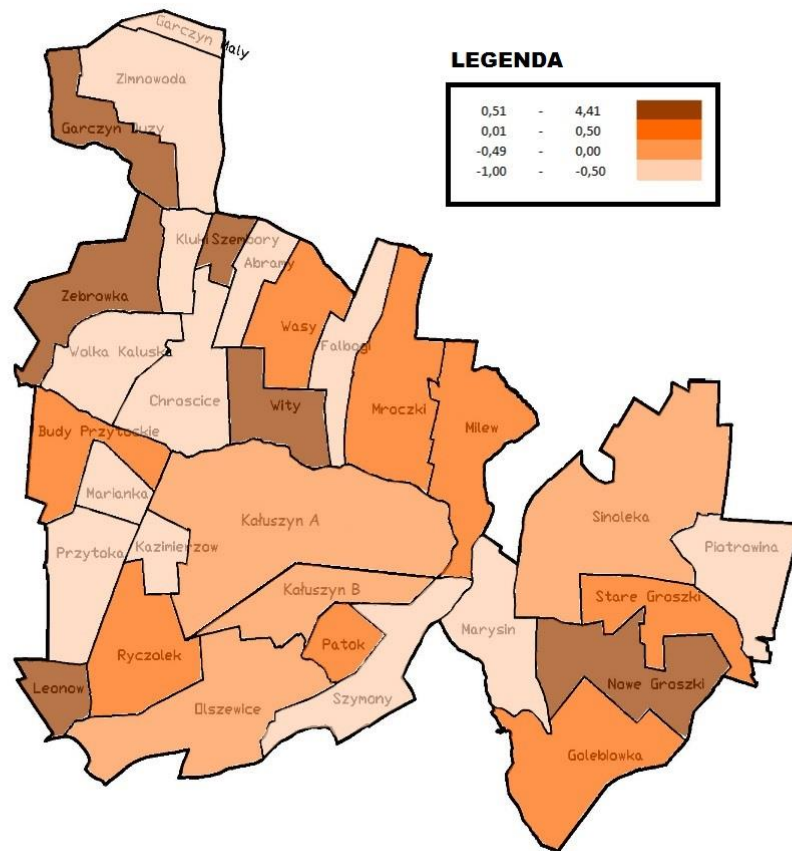 Garczyn Maly
Zimnowoda
LEGENDA
0,51 - 4,41
0,01 - 0,50
-0,49 - 0,00
-1,00 - -0,50
Garczyn Duzy
Kluki
Szembory
Abramy
Zebrowka
Wasy
Falbogi
Wolka Kaluska
Chroscice
Wity
Mroczki
Milew
Budy Przytockie
Marianka
Kałuszyn A
Sinoleka
Przytoka
Kazimierzow
Piotrowina
Kałuszyn B
Stare Groszki
Marysin
Patok
Ryczolek
Leonow
Szymony
Nowe Groszki
Olszewice
Golebiowka